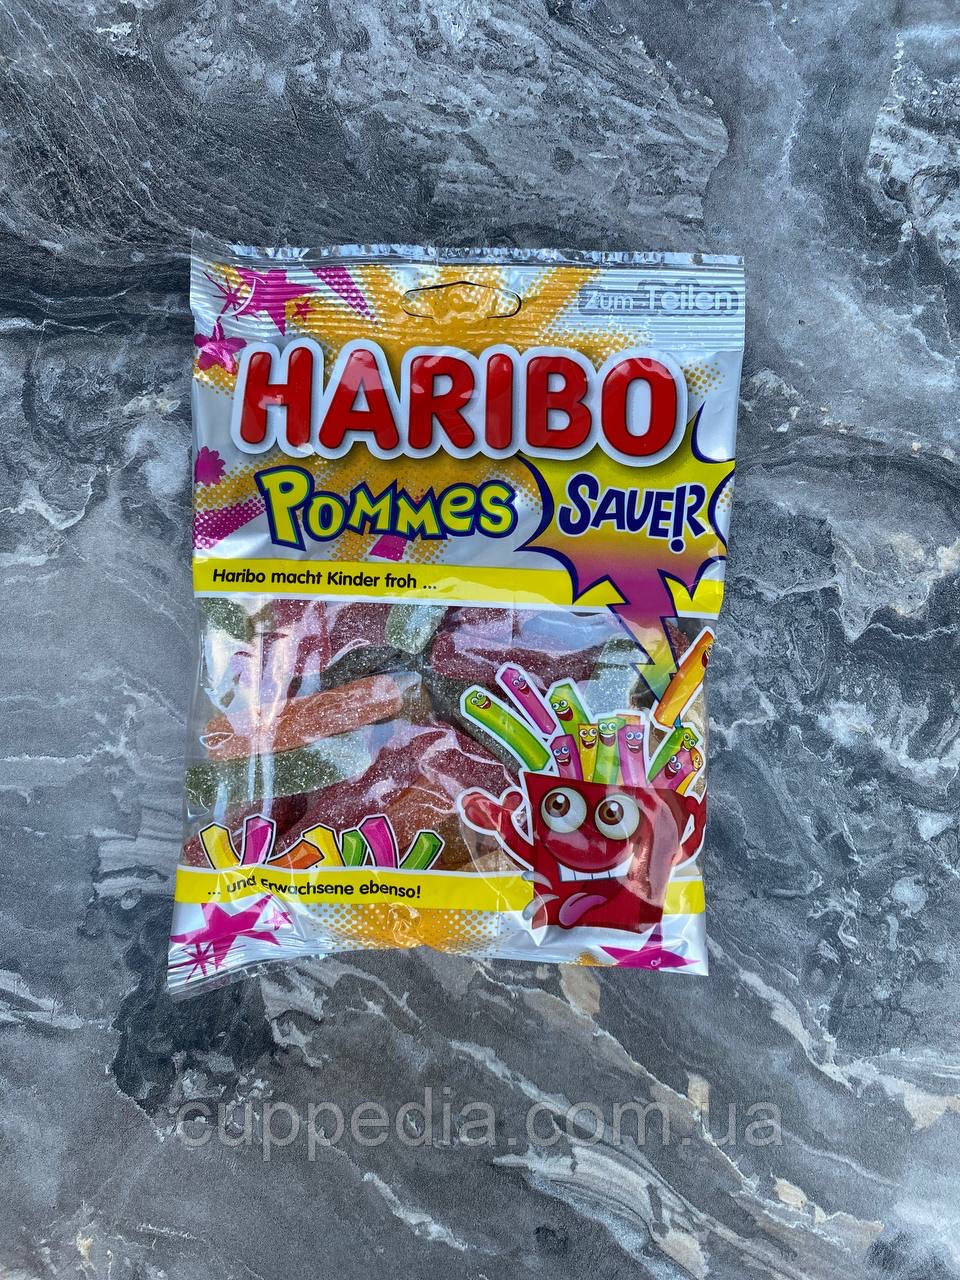 Zum Teilen
HARIBO
POMMES SAUER
Haribo macht Kinder froh ...
... und Erwachsene ebenso!
cuppedia.com.ua